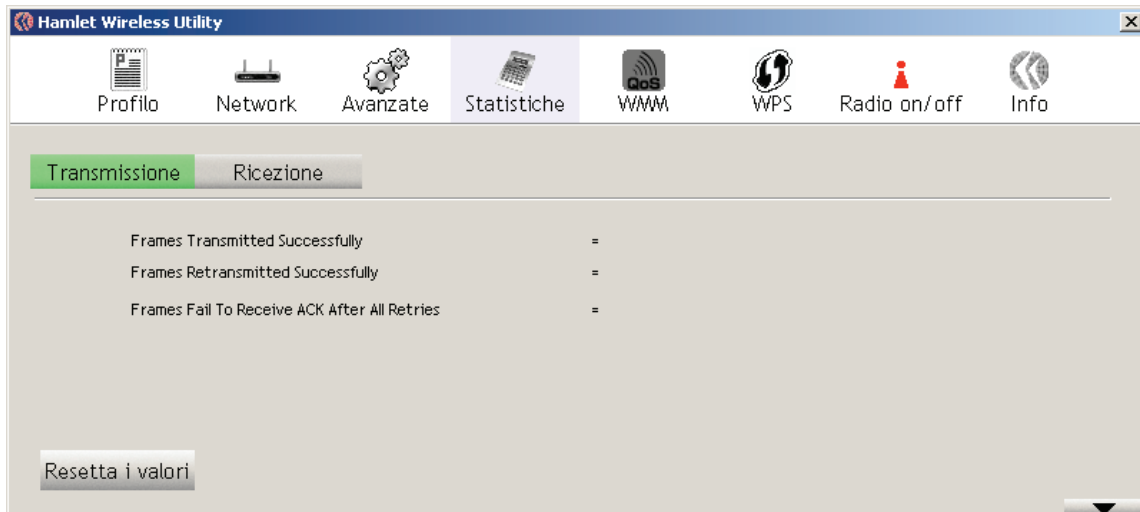 Hamlet Wireless Utility
Profilo Network Avanzate Statistiche QoS WMM WPS Radio on/off Info
Transmissione Ricezione
Frames Transmitted Successfully =
Frames Retransmitted Successfully =
Frames Fail To Receive ACK After All Retries =
Resetta i valori